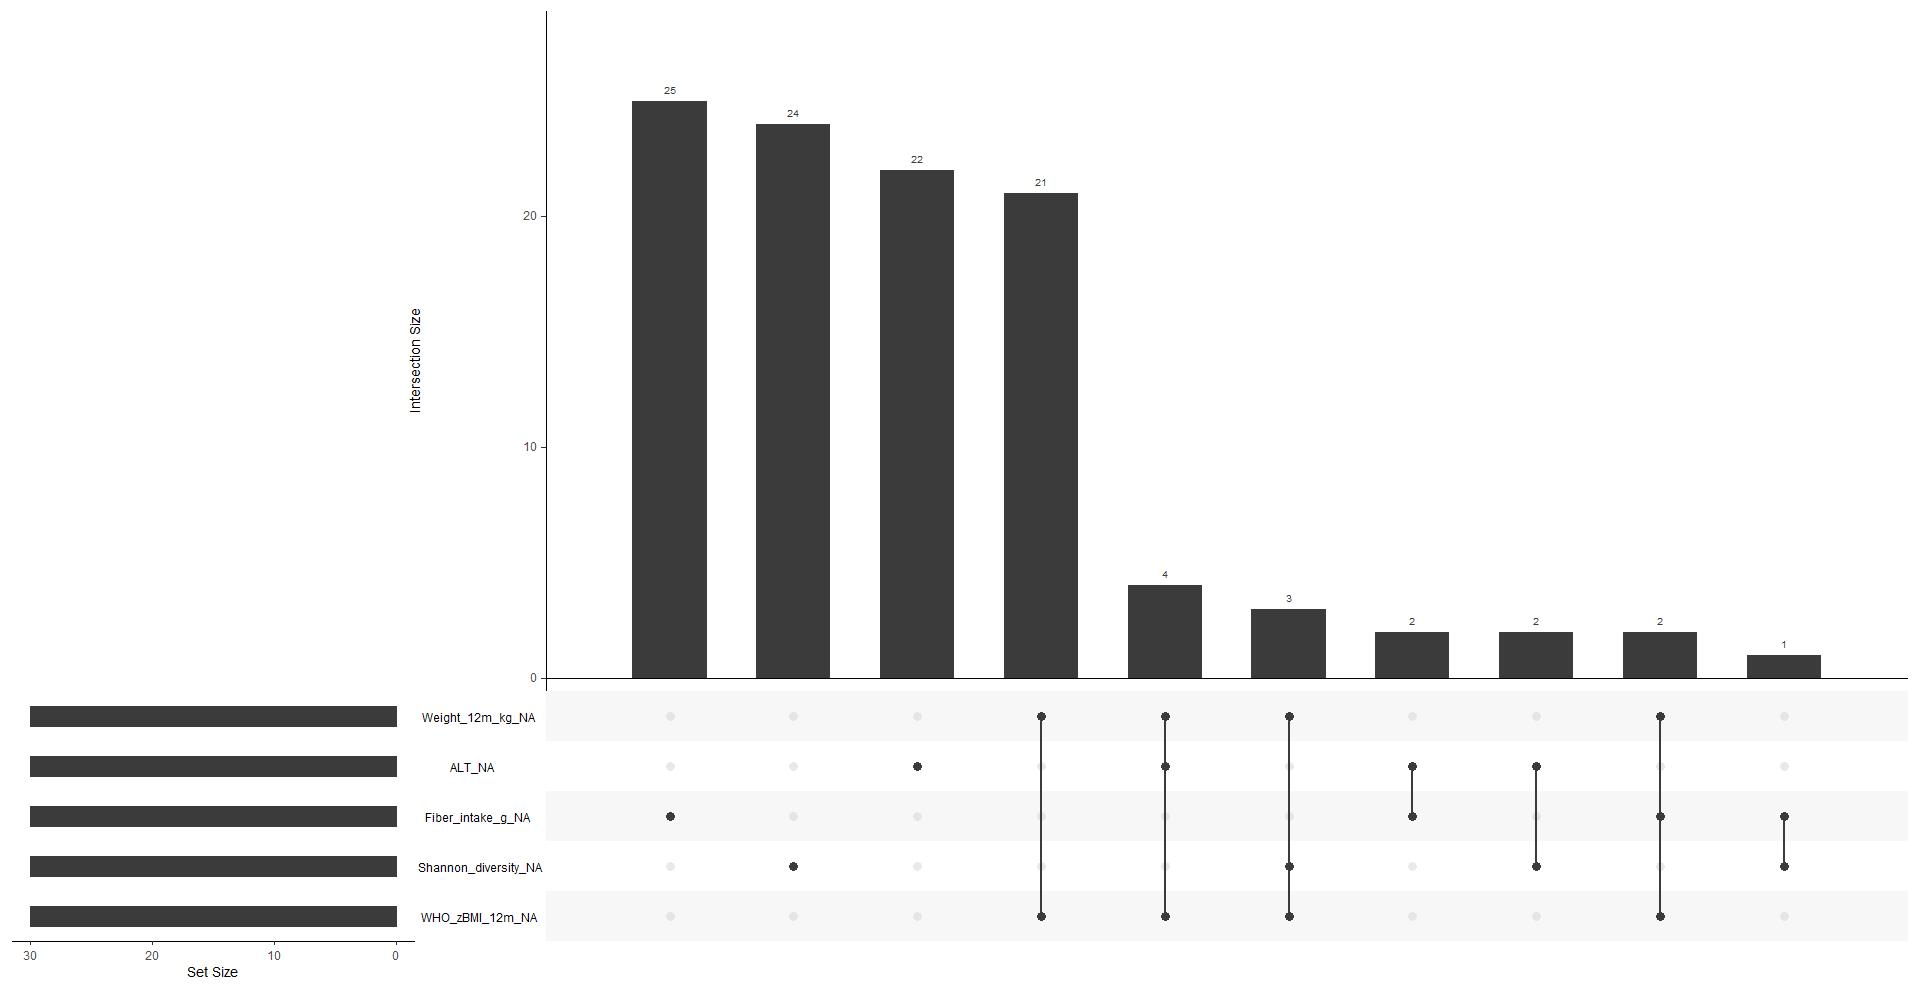 25
24
22
21
4
3
2
2
2
1
20
10
0
Intersection Size
Weight_12m_kg_NA
ALT_NA
Fiber_intake_g_NA
Shannon_diversity_NA
WHO_zBMI_12m_NA
30 20 10 0
Set Size